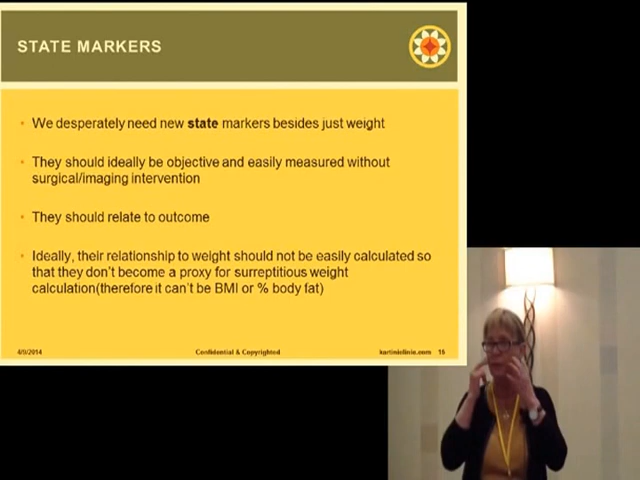 STATE MARKERS
• We desperately need new state markers besides just weight
• They should ideally be objective and easily measured without
surgical/imaging intervention
• They should relate to outcome
• Ideally, their relationship to weight should not be easily calculated so
that they don't become a proxy for surreptitious weight
calculation(therefore it can't be BMI or % body fat)
4/9/2014 Confidential & Copyrighted kartiniclinic.com 15